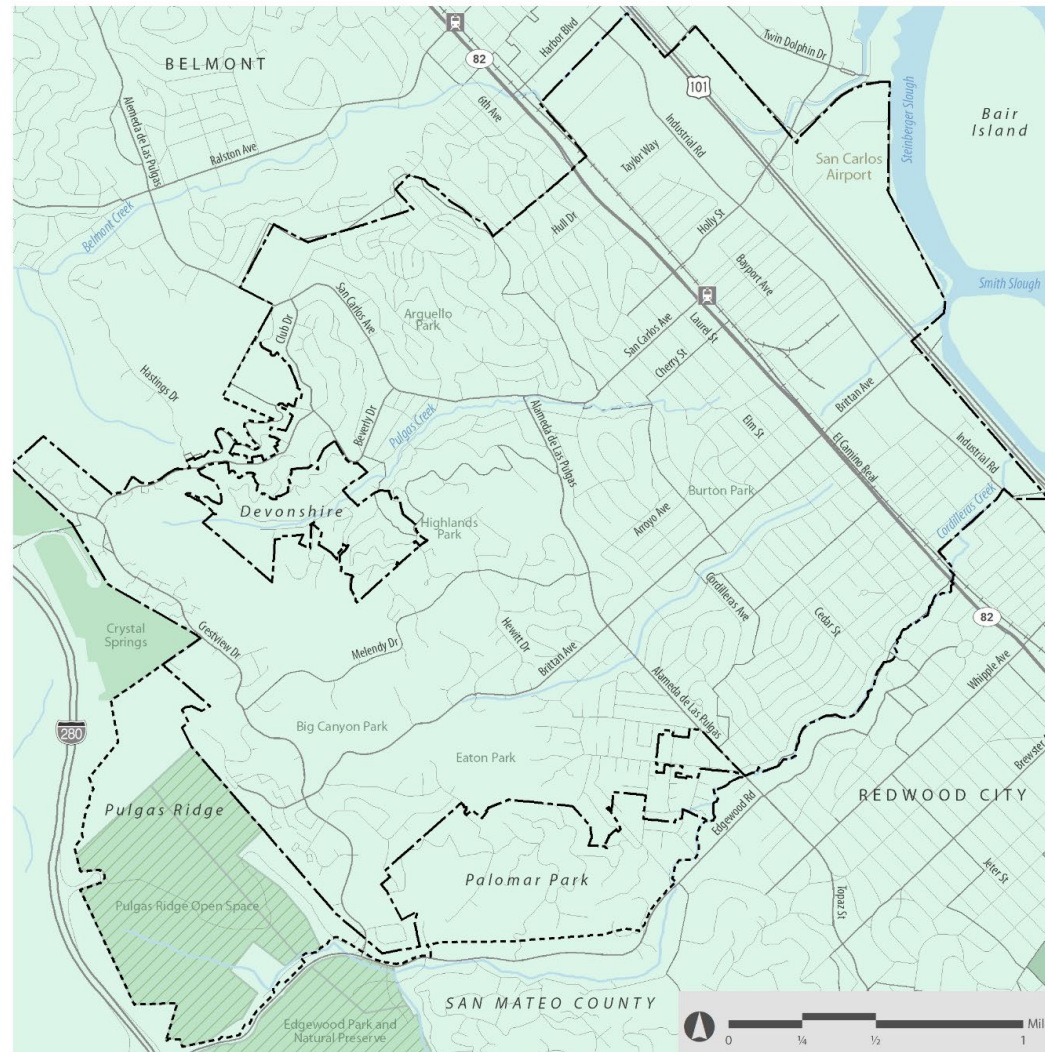 BELMONT
82
Harbor Blvd
Twin Dolphin Dr
101
6th Ave
Alameda de Las Pulgas
Ralston Ave
Industrial Rd
Taylor Way
San Carlos
Airport
Steinberger Slough
Bair
Island
Belmont Creek
Hull Dr
Holly St
Bayport Ave
Smith Slough
San Carlos Ave
Arguello
Park
Club Dr
San Carlos Ave
Laurel St
Cherry St
Hastings Dr
Beverly Dr
Pulgas Creek
Alameda de Las Pulgas
Elm St
Brittan Ave
El Camino Real
Industrial Rd
Devonshire
Highlands
Park
Burton Park
Arroyo Ave
Cordilleras Creek
Crystal
Springs
Crestview Dr
Melendy Dr
Hewitt Dr
Brittan Ave
Cordilleras Ave
Cedar St
82
Whipple Ave
280
Big Canyon Park
Eaton Park
Alameda de Las Pulgas
Pulgas Ridge
Edgewood Rd
REDWOOD CITY
Palomar Park
Jeter St
Topaz St
Pulgas Ridge Open Space
SAN MATEO COUNTY
Edgewood Park and
Natural Preserve
0 ¼ ½ 1